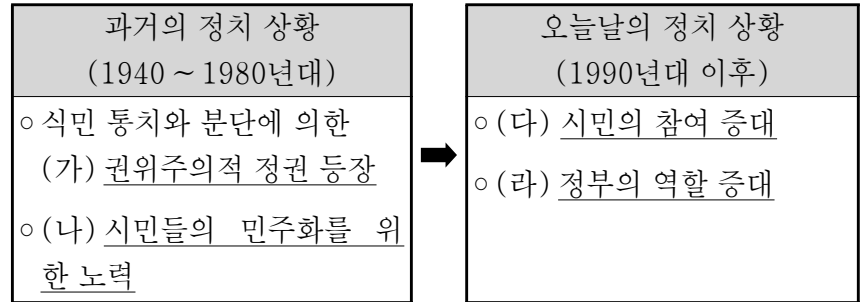 과거의 정치 상황
(1940 ~ 1980년대)
○ 식민 통치와 분단에 의한
(가) 권위주의적 정권 등장
○ (나) 시민들의 민주화를 위
한 노력
오늘날의 정치 상황
(1990년대 이후)
○ (다) 시민의 참여 증대
○ (라) 정부의 역할 증대